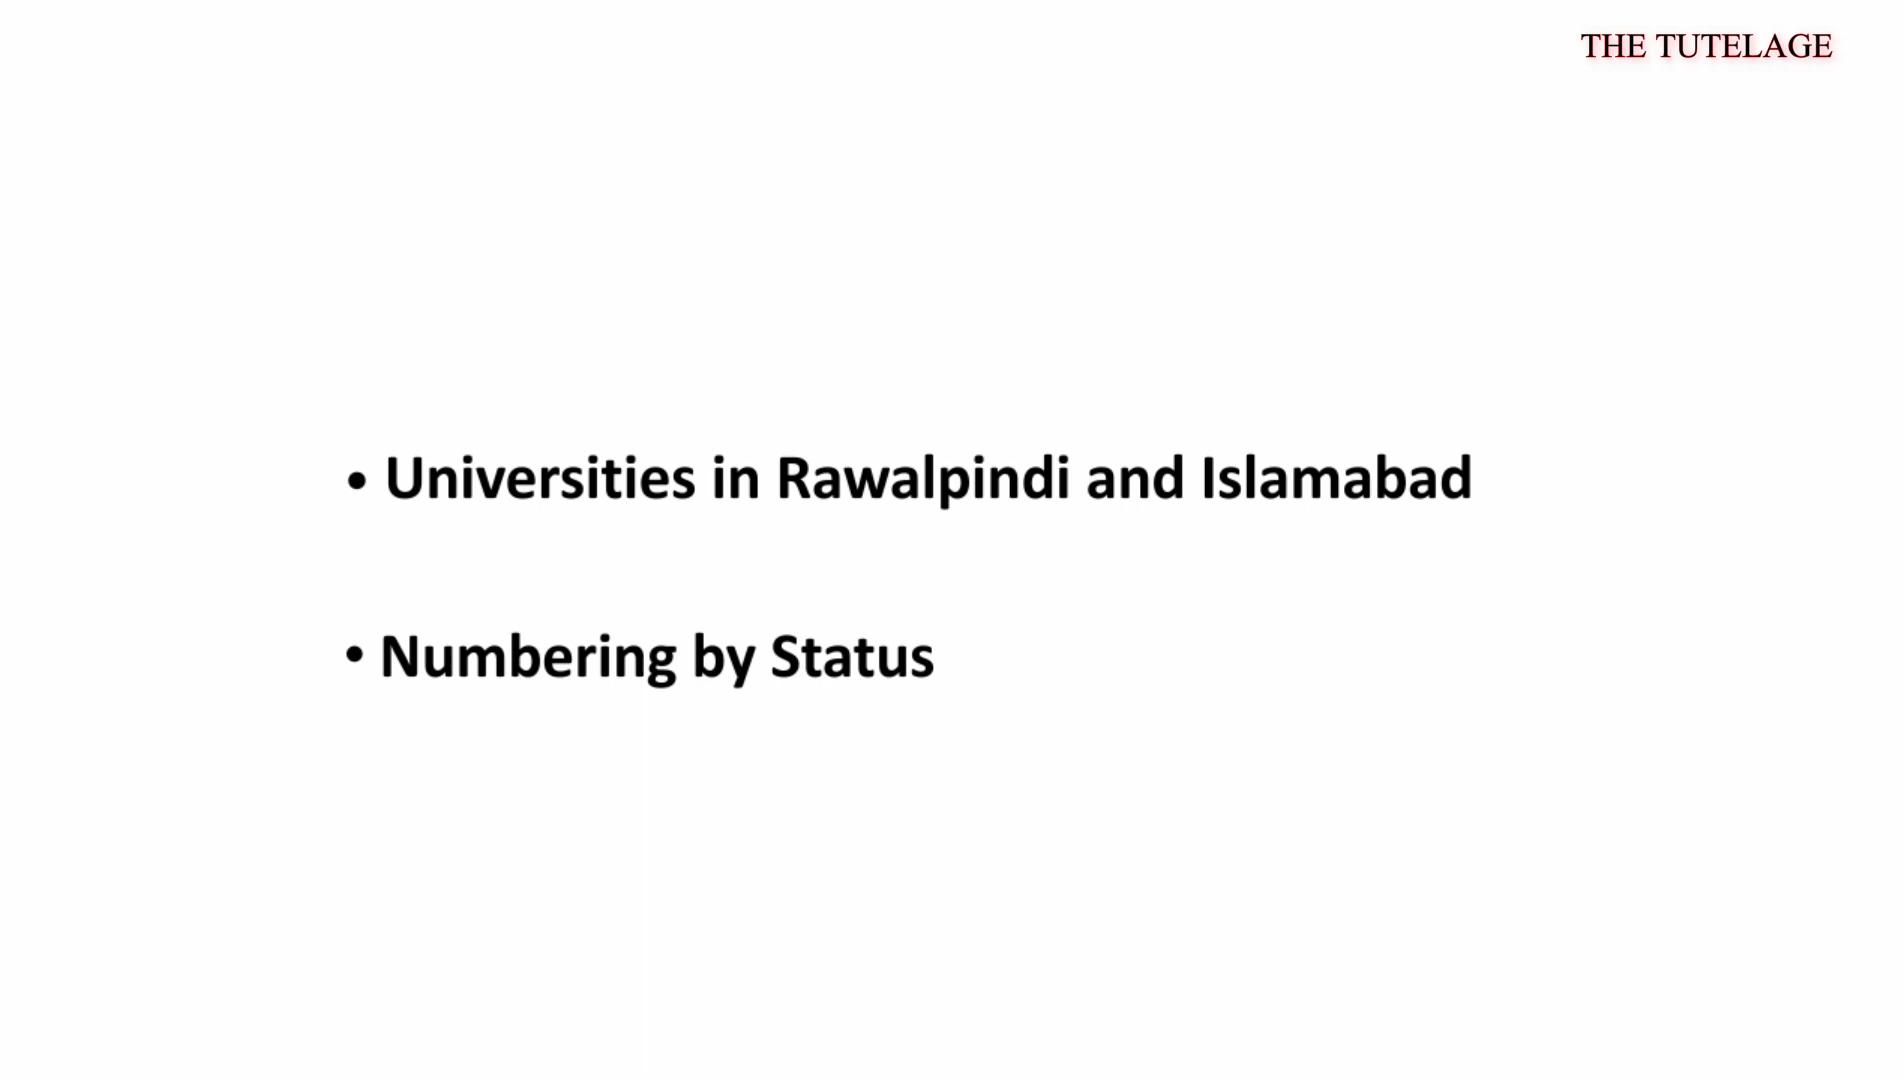 THE TUTELAGE
• Universities in Rawalpindi and Islamabad
• Numbering by Status